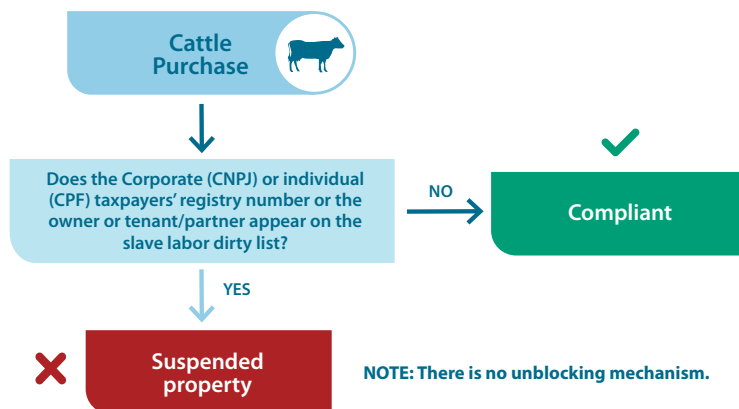 Cattle
Purchase
Does the Corporate (CNPJ) or individual
(CPF) taxpayers’ registry number or the
owner or tenant/partner appear on the
slave labor dirty list?
NO
Compliant
YES
Suspended
property
NOTE: There is no unblocking mechanism.